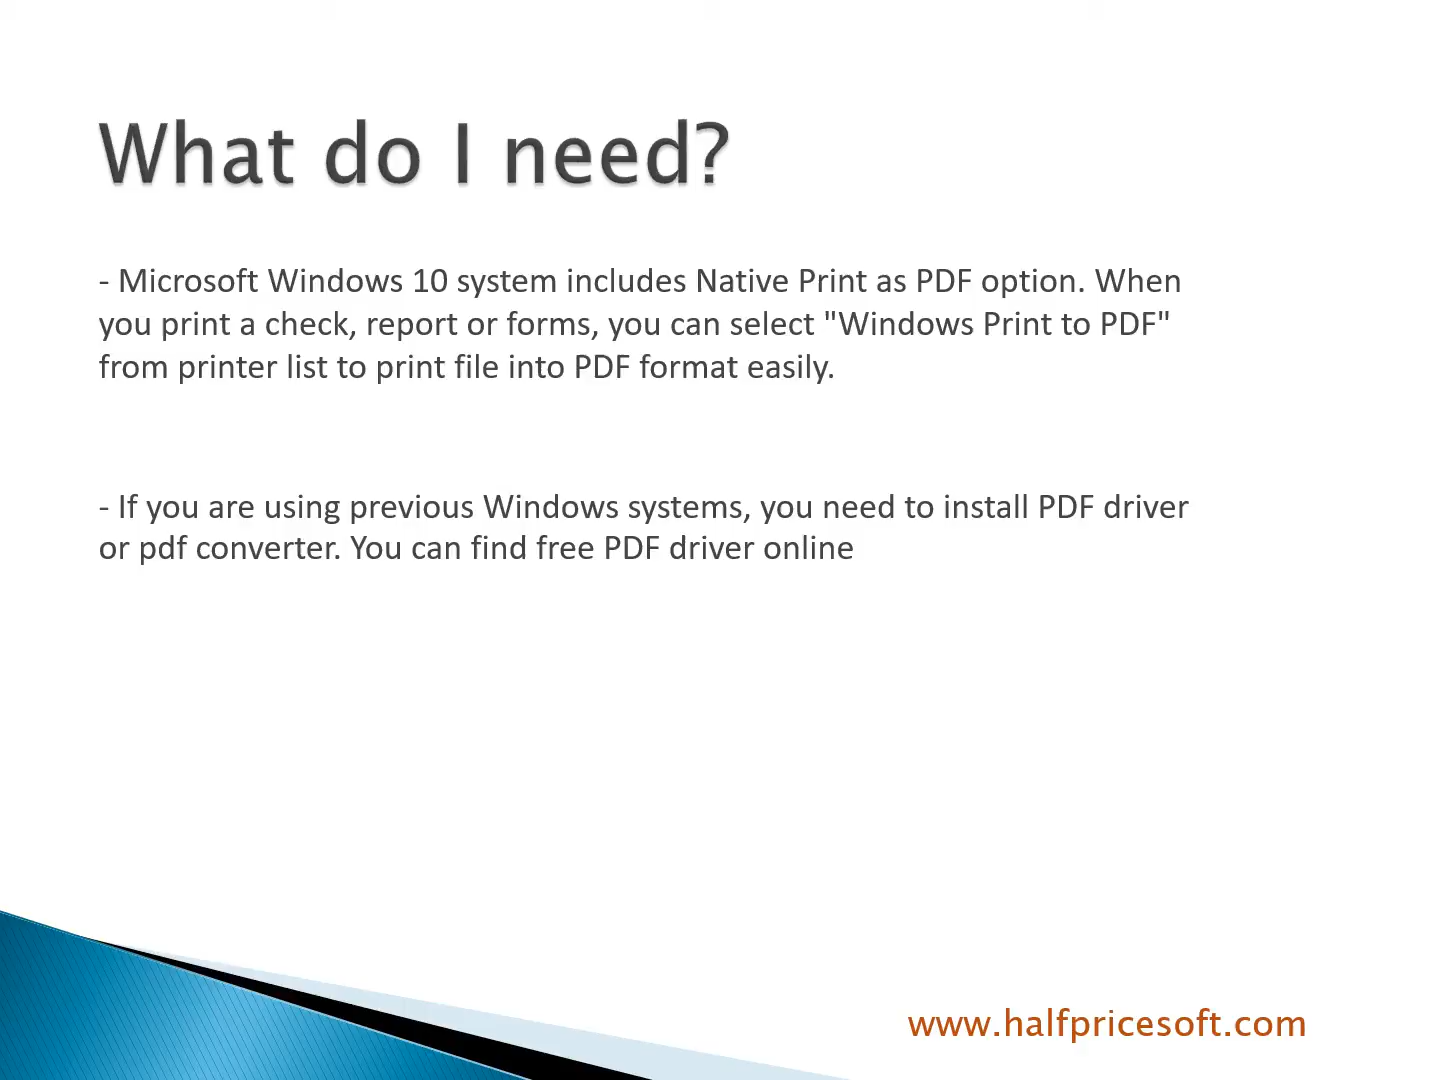 What do I need?
- Microsoft Windows 10 system includes Native Print as PDF option. When
you print a check, report or forms, you can select "Windows Print to PDF"
from printer list to print file into PDF format easily.
- If you are using previous Windows systems, you need to install PDF driver
or pdf converter. You can find free PDF driver online
www.halfpricesoft.com